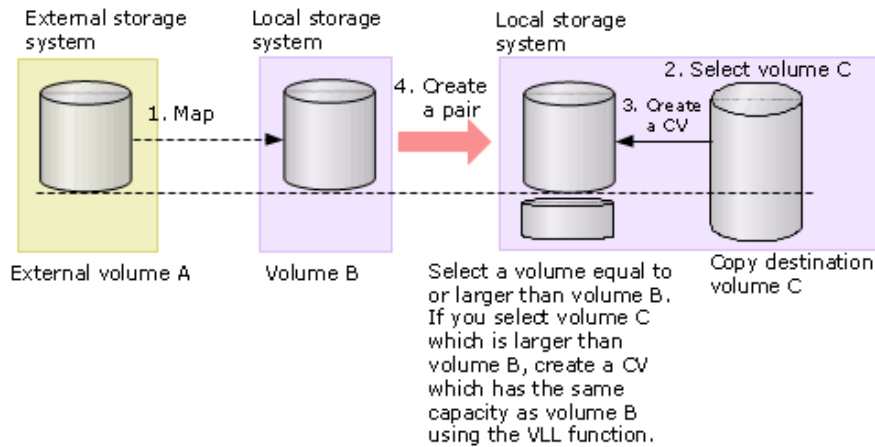 External storage
system
Local storage
system
Local storage
system
1. Map
4. Create
a pair
2. Select volume C
3. Create
a CV
External volume A
Volume B
Select a volume equal to
or larger than volume B.
If you select volume C
which is larger than
volume B, create a CV
which has the same
capacity as volume B
using the VLL function.
Copy destination
volume C